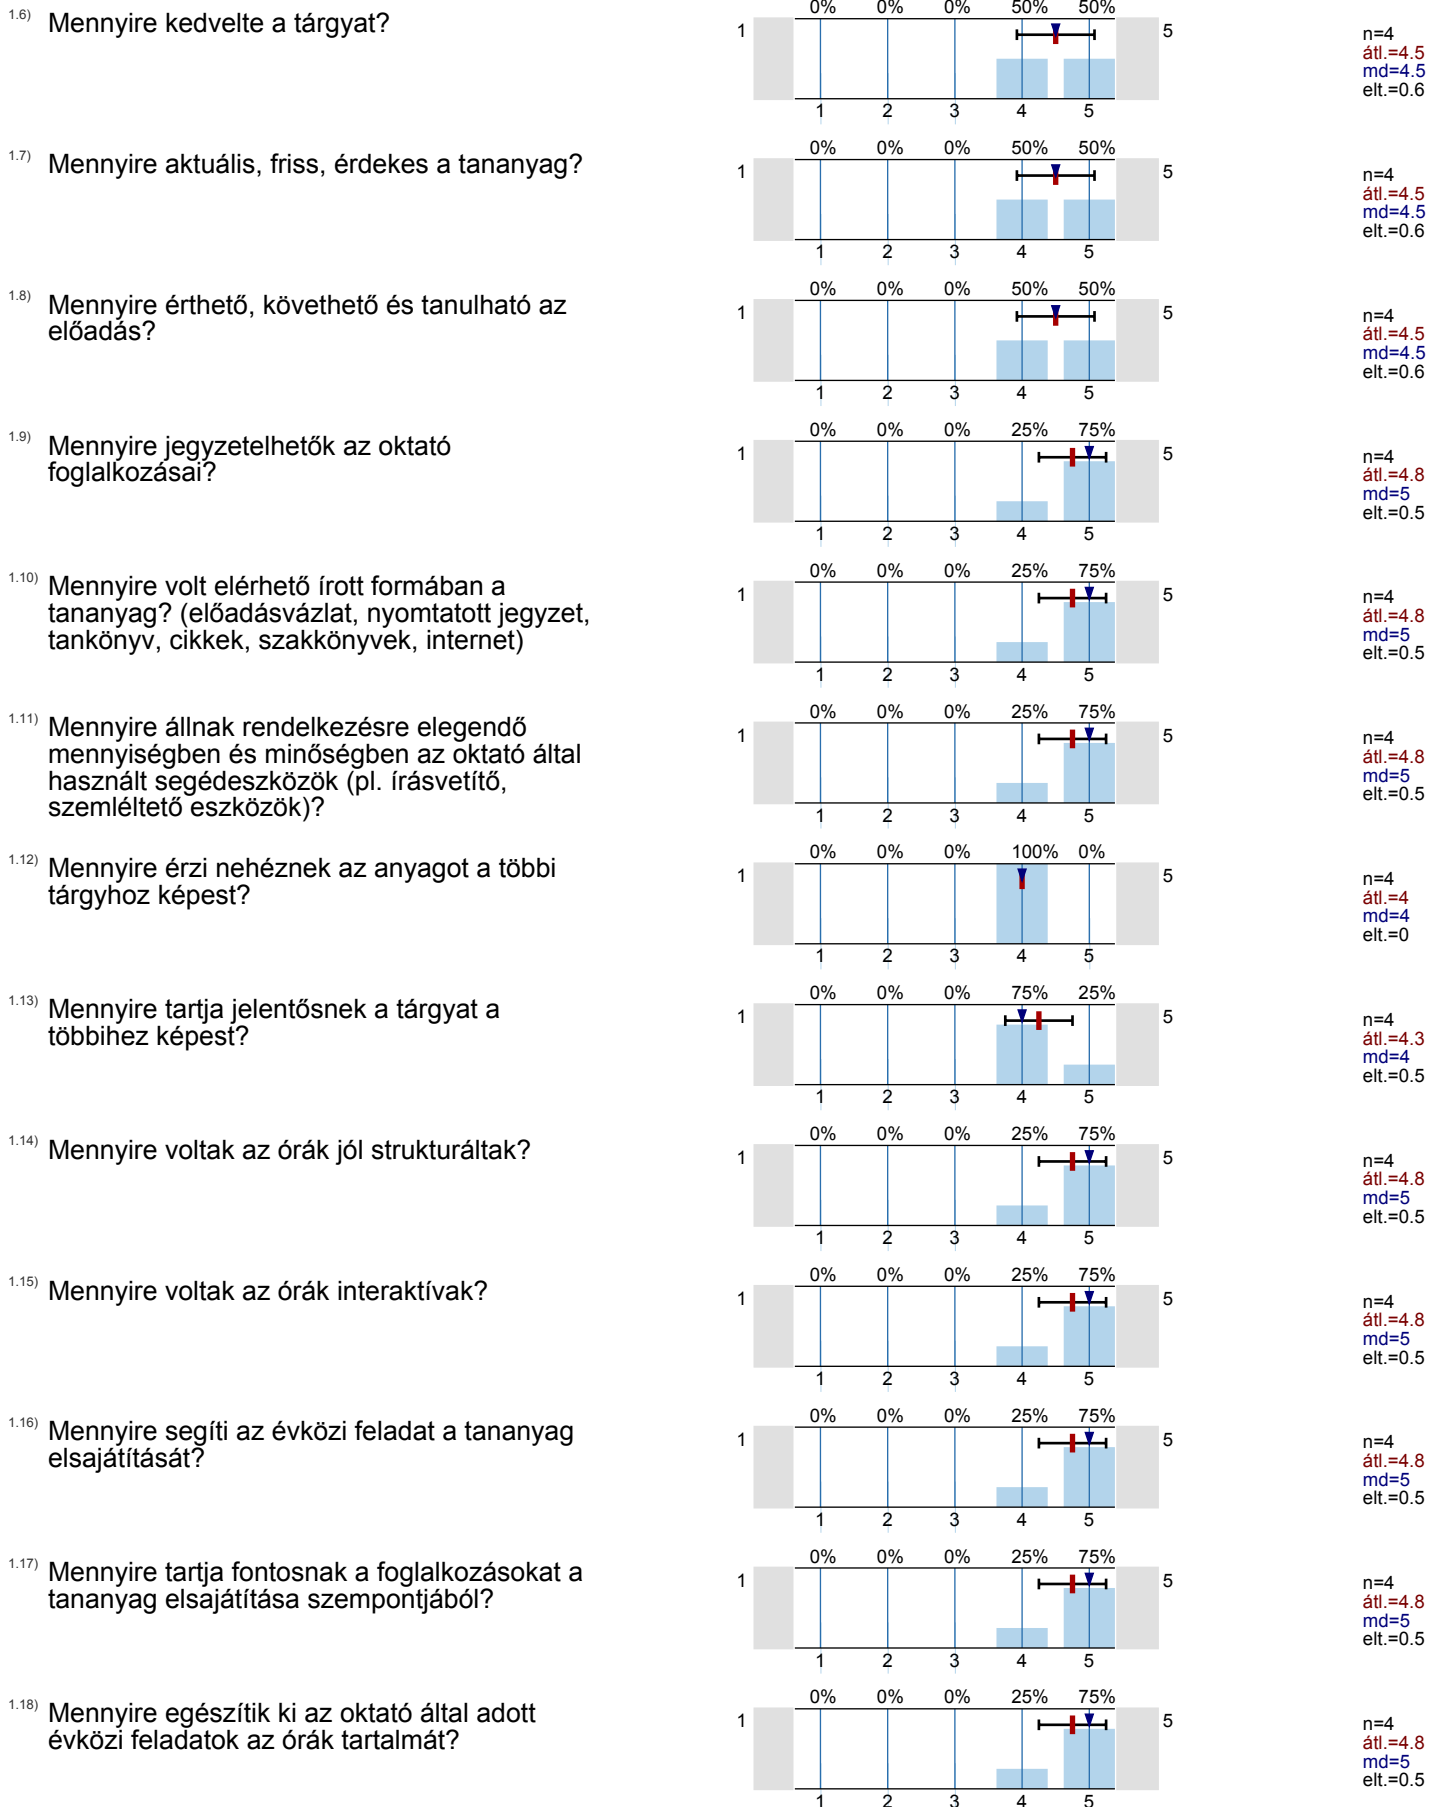 1.6) Mennyire kedvelte a tárgyat?
0% 0% 0% 50% 50%
1 5
1 2 3 4 5
n=4
átl.=4.5
md=4.5
elt.=0.6
1.7) Mennyire aktuális, friss, érdekes a tananyag?
0% 0% 0% 50% 50%
1 5
1 2 3 4 5
n=4
átl.=4.5
md=4.5
elt.=0.6
1.8) Mennyire érthető, követhető és tanulható az
előadás?
0% 0% 0% 50% 50%
1 5
1 2 3 4 5
n=4
átl.=4.5
md=4.5
elt.=0.6
1.9) Mennyire jegyzetelhetők az oktató
foglalkozásai?
0% 0% 0% 25% 75%
1 5
1 2 3 4 5
n=4
átl.=4.8
md=5
elt.=0.5
1.10) Mennyire volt elérhető írott formában a
tananyag? (előadásvázlat, nyomtatott jegyzet,
tankönyv, cikkek, szakkönyvek, internet)
0% 0% 0% 25% 75%
1 5
1 2 3 4 5
n=4
átl.=4.8
md=5
elt.=0.5
1.11) Mennyire állnak rendelkezésre elegendő
mennyiségben és minőségben az oktató által
használt segédeszközök (pl. írásvetítő,
szemléltető eszközök)?
0% 0% 0% 25% 75%
1 5
1 2 3 4 5
n=4
átl.=4.8
md=5
elt.=0.5
1.12) Mennyire érzi nehéznek az anyagot a többi
tárgyhoz képest?
0% 0% 0% 100% 0%
1 5
1 2 3 4 5
n=4
átl.=4
md=4
elt.=0
1.13) Mennyire tartja jelentősnek a tárgyat a
többihez képest?
0% 0% 0% 75% 25%
1 5
1 2 3 4 5
n=4
átl.=4.3
md=4
elt.=0.5
1.14) Mennyire voltak az órák jól strukturáltak?
0% 0% 0% 25% 75%
1 5
1 2 3 4 5
n=4
átl.=4.8
md=5
elt.=0.5
1.15) Mennyire voltak az órák interaktívak?
0% 0% 0% 25% 75%
1 5
1 2 3 4 5
n=4
átl.=4.8
md=5
elt.=0.5
1.16) Mennyire segíti az évközi feladat a tananyag
elsajátítását?
0% 0% 0% 25% 75%
1 5
1 2 3 4 5
n=4
átl.=4.8
md=5
elt.=0.5
1.17) Mennyire tartja fontosnak a foglalkozásokat a
tananyag elsajátítása szempontjából?
0% 0% 0% 25% 75%
1 5
1 2 3 4 5
n=4
átl.=4.8
md=5
elt.=0.5
1.18) Mennyire egészítik ki az oktató által adott
évközi feladatok az órák tartalmát?
0% 0% 0% 25% 75%
1 5
1 2 3 4 5
n=4
átl.=4.8
md=5
elt.=0.5